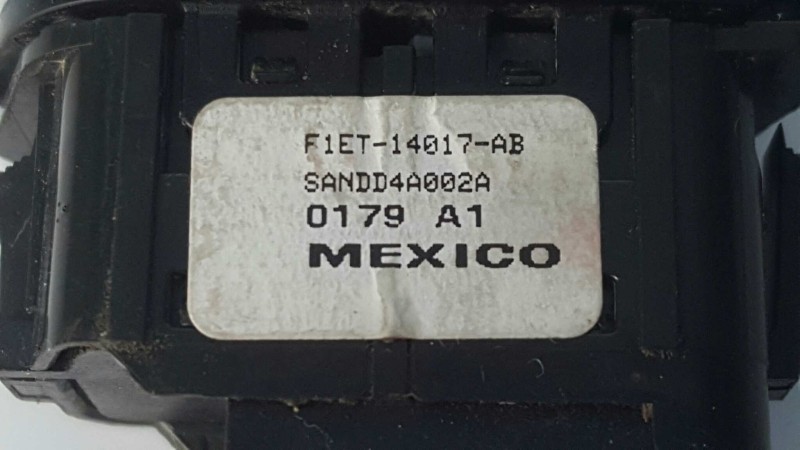 F1ET-14017-AB
SANDD4A002A
0179 A1
MEXICO